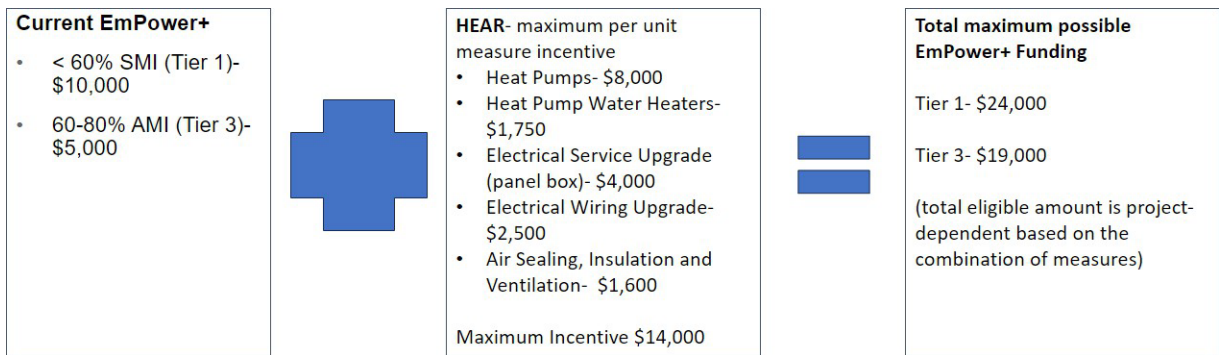 Current EmPower+
• < 60% SMI (Tier 1)-
$10,000
• 60-80% AMI (Tier 3)-
$5,000
HEAR- maximum per unit
measure incentive
• Heat Pumps- $8,000
• Heat Pump Water Heaters-
$1,750
• Electrical Service Upgrade
(panel box)- $4,000
• Electrical Wiring Upgrade-
$2,500
• Air Sealing, Insulation and
Ventilation-  $1,600
Maximum Incentive $14,000
Total maximum possible
EmPower+ Funding
Tier 1- $24,000
Tier 3- $19,000
(total eligible amount is project-
dependent based on the
combination of measures)